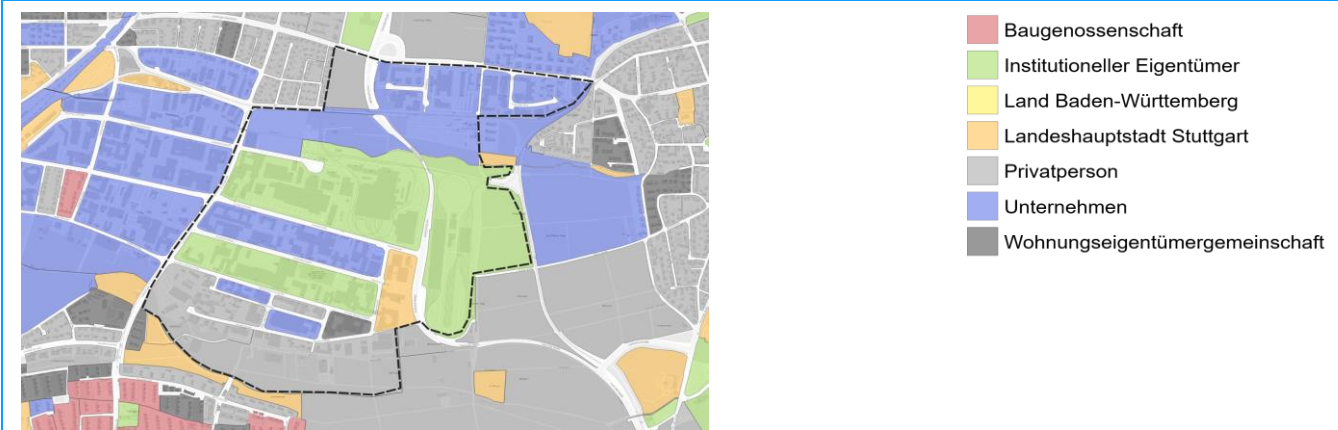 Baugenossenschaft
Institutioneller Eigentümer
Land Baden-Württemberg
Landeshauptstadt Stuttgart
Privatperson
Unternehmen
Wohnungseigentümergemeinschaft